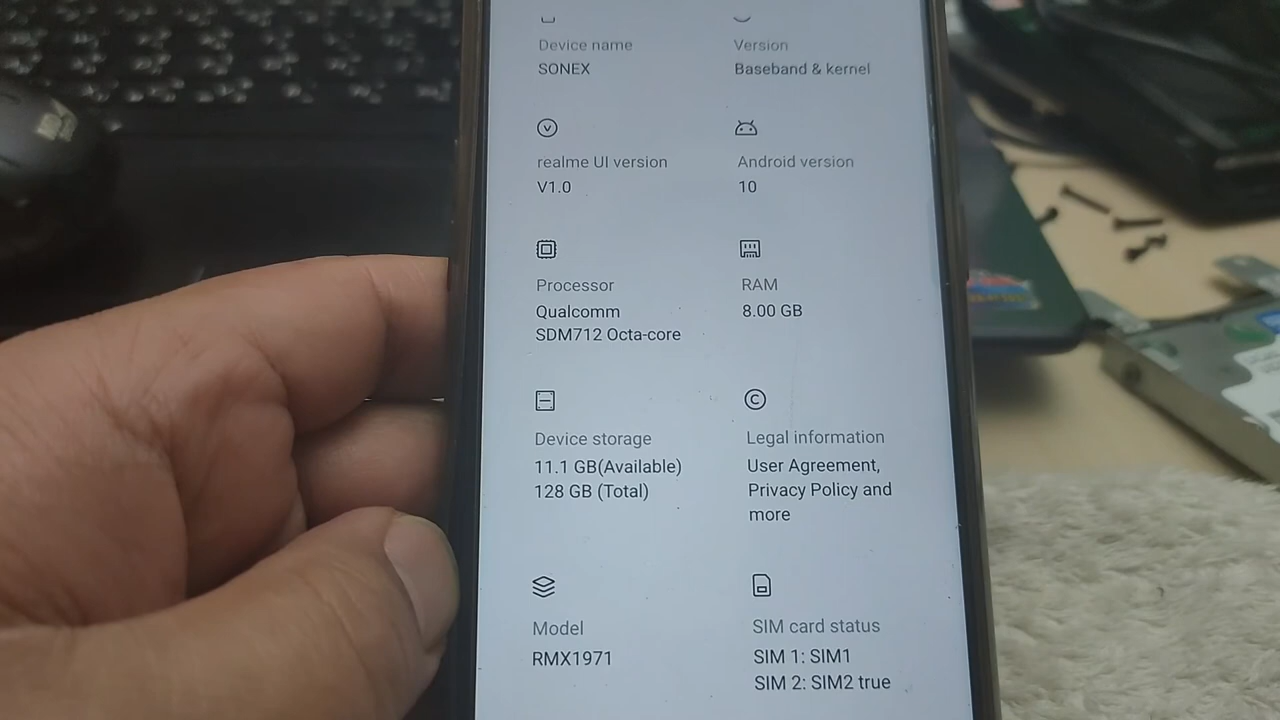 Device name
SONEX
Version
Baseband & kernel
realme UI version
V1.0
Android version
10
Processor
Qualcomm
SDM712 Octa-core
RAM
8.00 GB
Device storage
11.1 GB(Available)
128 GB (Total)
Legal information
User Agreement,
Privacy Policy and
more
Model
RMX1971
SIM card status
SIM 1: SIM1
SIM 2: SIM2 true